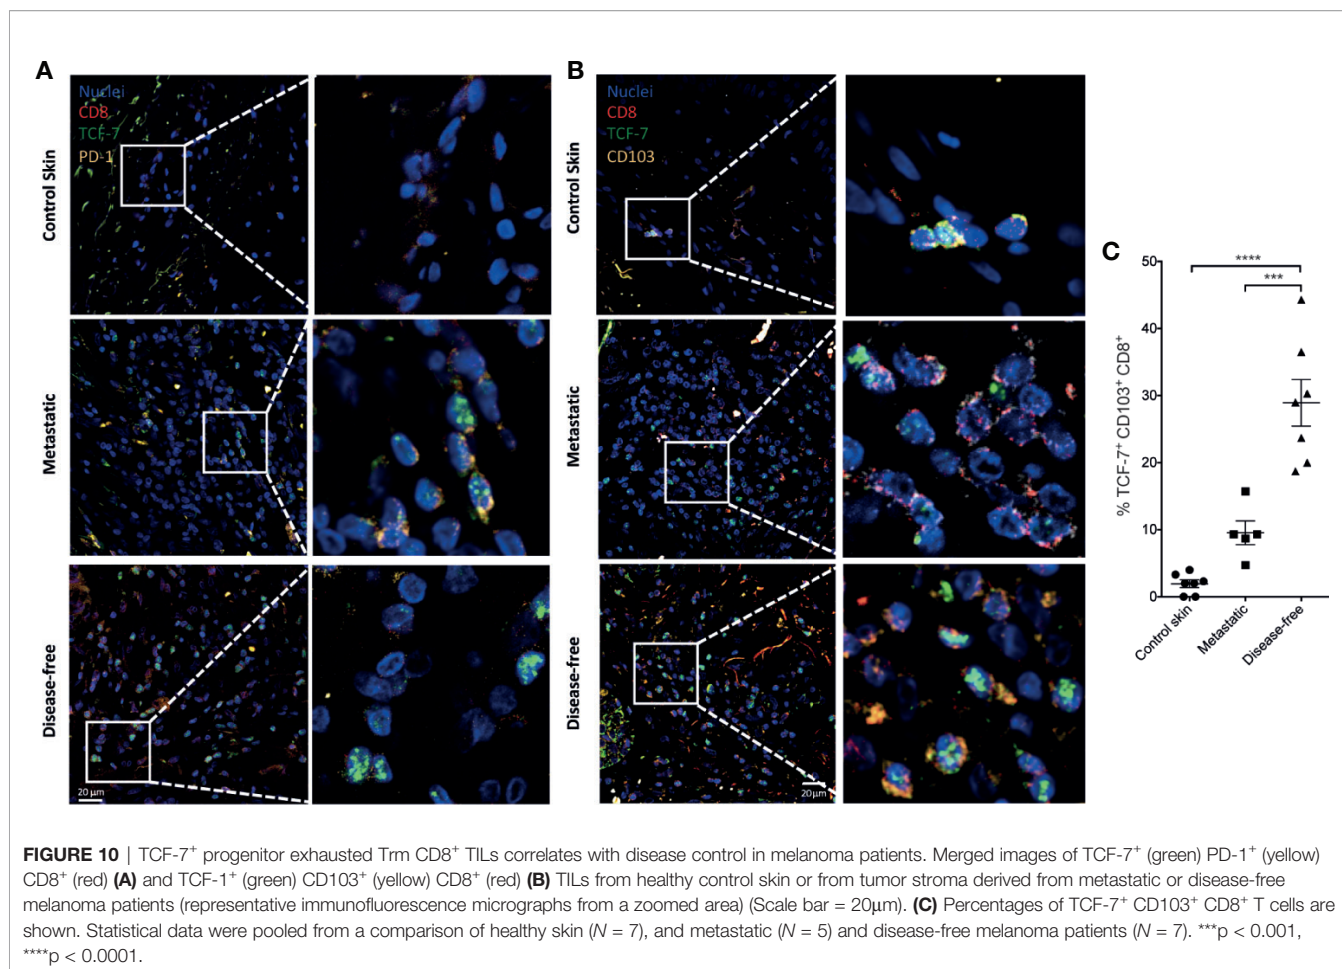 A
Nuclei
CD8
TCF-7
PD-1
Control Skin
Metastatic
Disease-free
20 µm
B
Nuclei
CD8
TCF-7
CD103
Control Skin
Metastatic
Disease-free
20 µm
C
% TCF-7⁺ CD103⁺ CD8⁺
50
40
30
20
10
0
****
***
Control skin
Metastatic
Disease-free
FIGURE 10 | TCF-7⁺ progenitor exhausted Trm CD8⁺ TILs correlates with disease control in melanoma patients. Merged images of TCF-7⁺ (green) PD-1⁺ (yellow)
CD8⁺ (red) (A) and TCF-1⁺ (green) CD103⁺ (yellow) CD8⁺ (red) (B) TILs from healthy control skin or from tumor stroma derived from metastatic or disease-free
melanoma patients (representative immunofluorescence micrographs from a zoomed area) (Scale bar = 20µm). (C) Percentages of TCF-7⁺ CD103⁺ CD8⁺ T cells are
shown. Statistical data were pooled from a comparison of healthy skin (N = 7), and metastatic (N = 5) and disease-free melanoma patients (N = 7). ***p < 0.001,
****p < 0.0001.